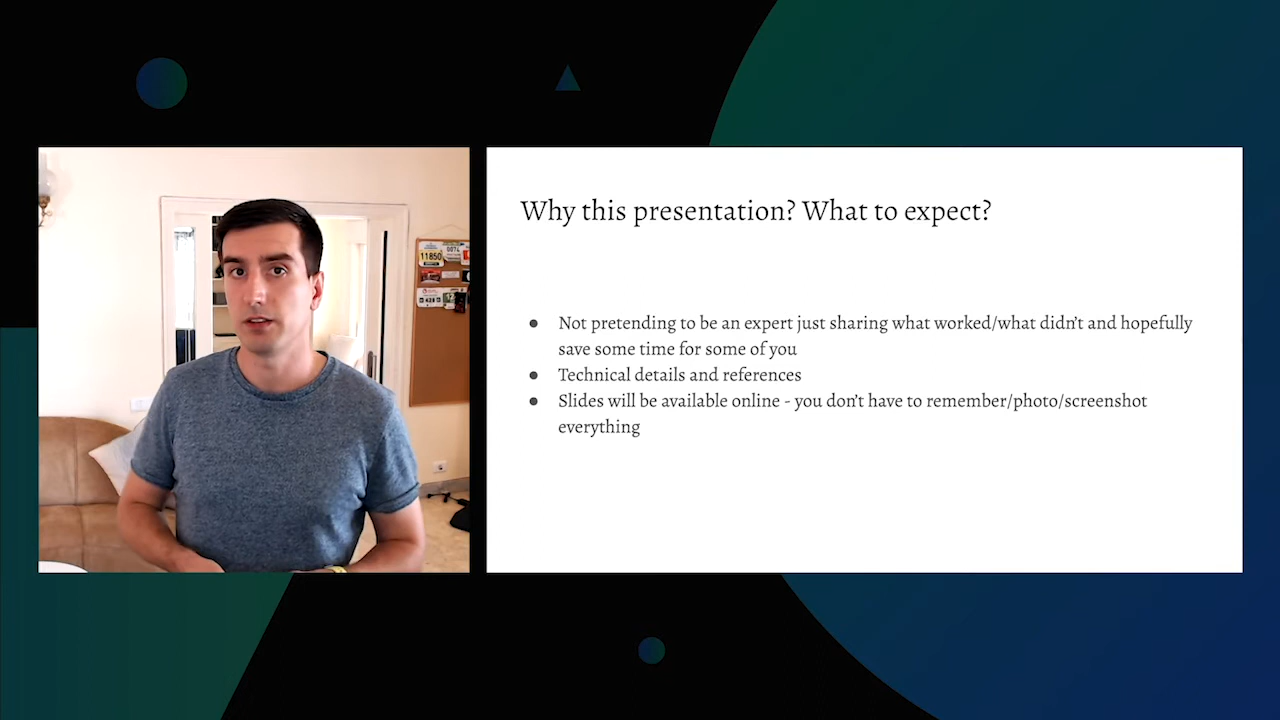 11850
Why this presentation? What to expect?
● Not pretending to be an expert just sharing what worked/what didn't and hopefully
save some time for some of you
● Technical details and references
● Slides will be available online - you don't have to remember/photo/screenshot
everything